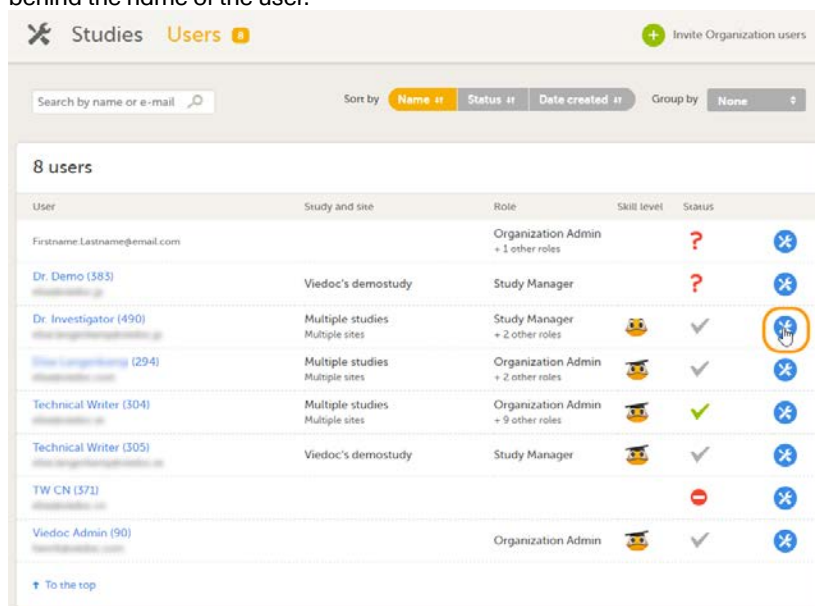 behind the name of the user.
Studies Users 8
Invite Organization users
Search by name or e-mail
Sort by Name Status Date created Group by None
8 users
User Study and site Role Skill level Status
Firstname.Lastname@email.com Organization Admin
+ 1 other roles
Dr. Demo (383) Viedoc's demostudy Study Manager
Dr. Investigator (490) Multiple studies Study Manager
Multiple sites + 2 other roles
(294) Multiple studies Organization Admin
Multiple sites + 2 other roles
Technical Writer (304) Multiple studies Organization Admin
Multiple sites + 9 other roles
Technical Writer (305) Viedoc's demostudy Study Manager
TW CN (371)
Viedoc Admin (90) Organization Admin
To the top